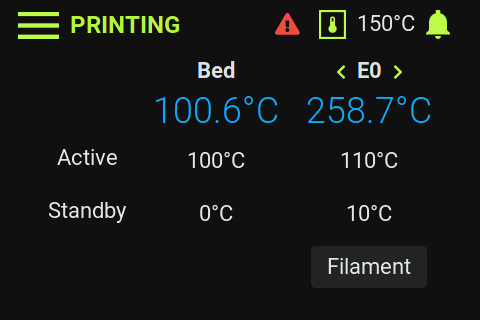 PRINTING 150°C
Bed E0
100.6°C 258.7°C
Active 100°C 110°C
Standby 0°C 10°C
Filament